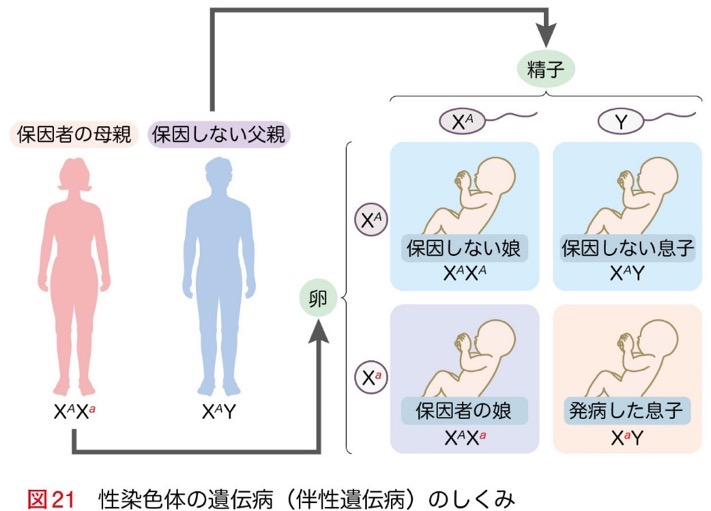 精子
X^A
Y
保因者の母親
保因しない父親
X^A
保因しない娘
X^AX^A
保因しない息子
X^AY
卵
X^a
保因者の娘
X^AX^a
発病した息子
X^aY
X^AX^a
X^AY
図21 性染色体の遺伝病（伴性遺伝病）のしくみ